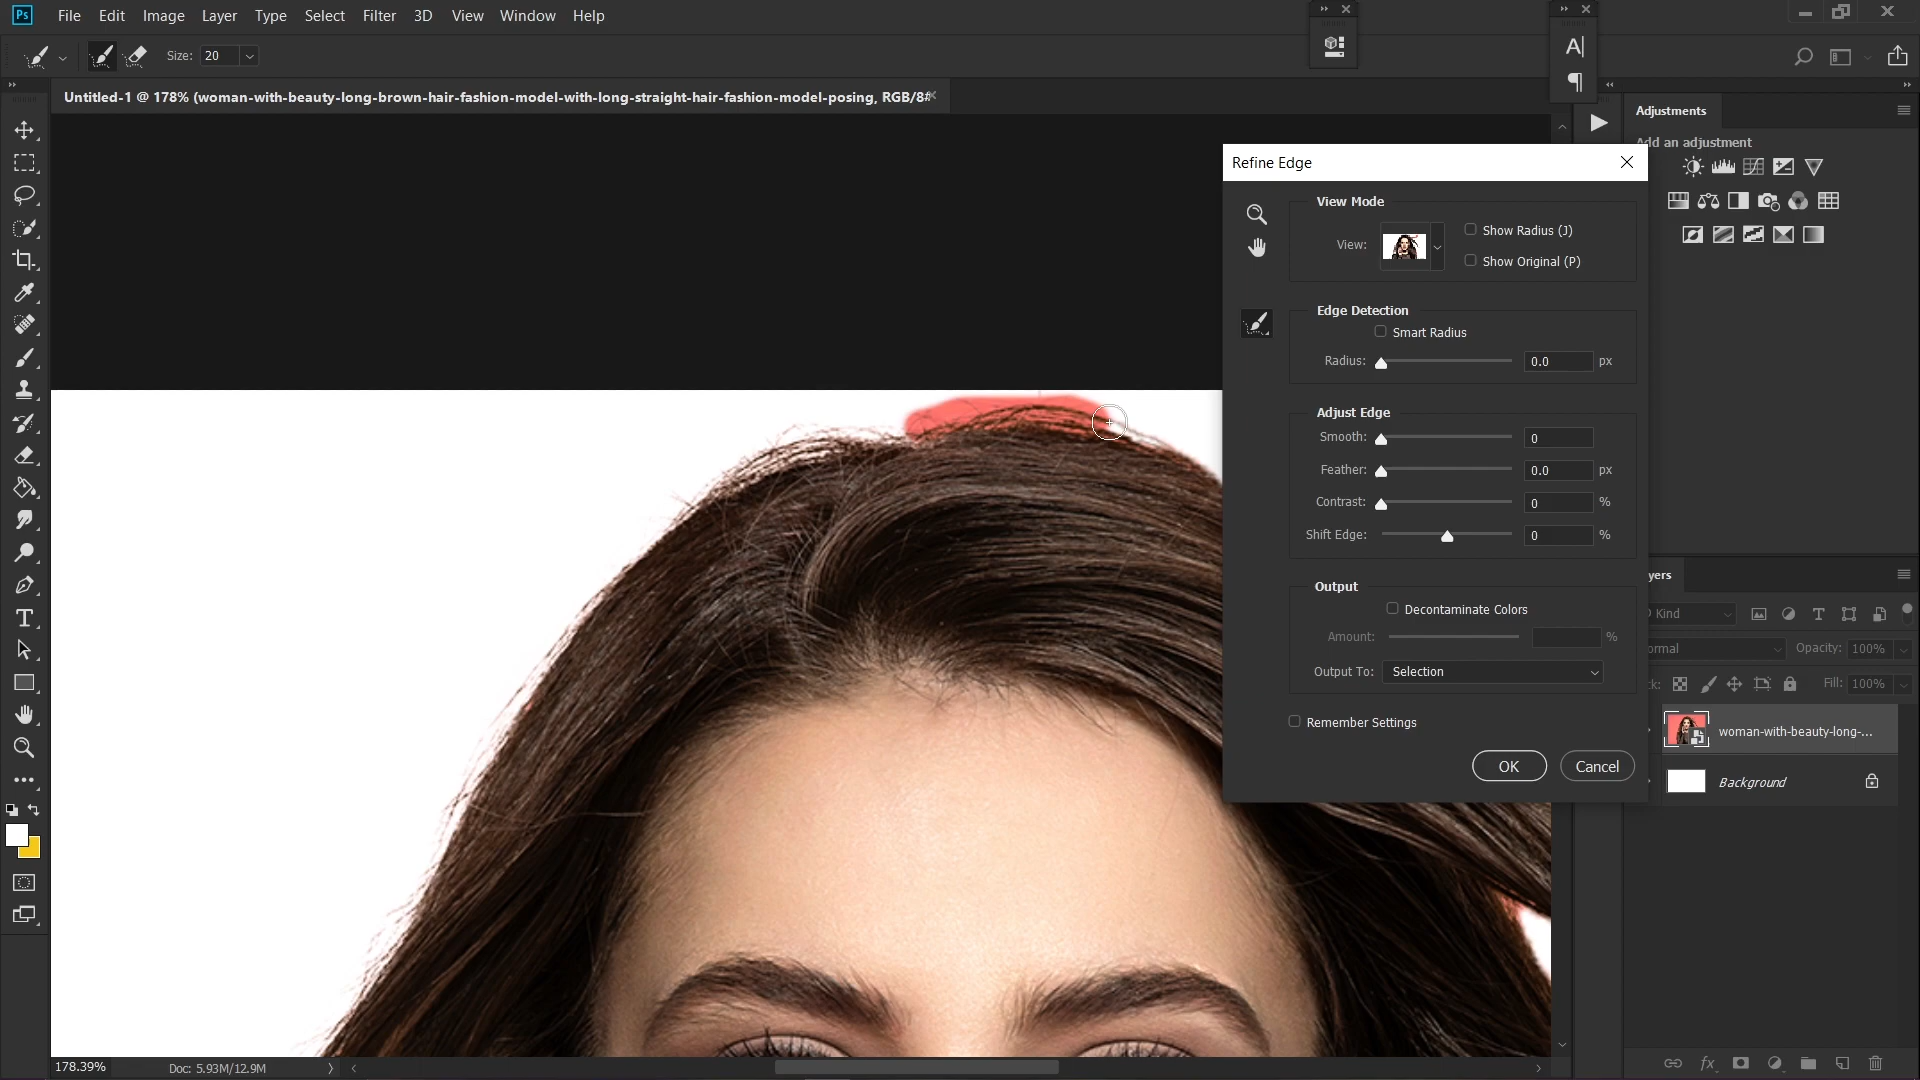 Ps File Edit Image Layer Type Select Filter 3D View Window Help
Size: 20
Untitled-1 @ 178% (woman-with-beauty-long-brown-hair-fashion-model-with-long-straight-hair-fashion-model-posing, RGB/8#
Adjustments
Add an adjustment
Refine Edge
View Mode
View:
Show Radius (J)
Show Original (P)
Edge Detection
Smart Radius
Radius: 0.0 px
Adjust Edge
Smooth: 0
Feather: 0.0 px
Contrast: 0 %
Shift Edge: 0 %
Output
Decontaminate Colors
Amount: %
Output To: Selection
Remember Settings
OK Cancel
yers
Kind
ormal Opacity: 100%
k: Fill: 100%
woman-with-beauty-long-...
Background
178.39% Doc: 5.93M/12.9M